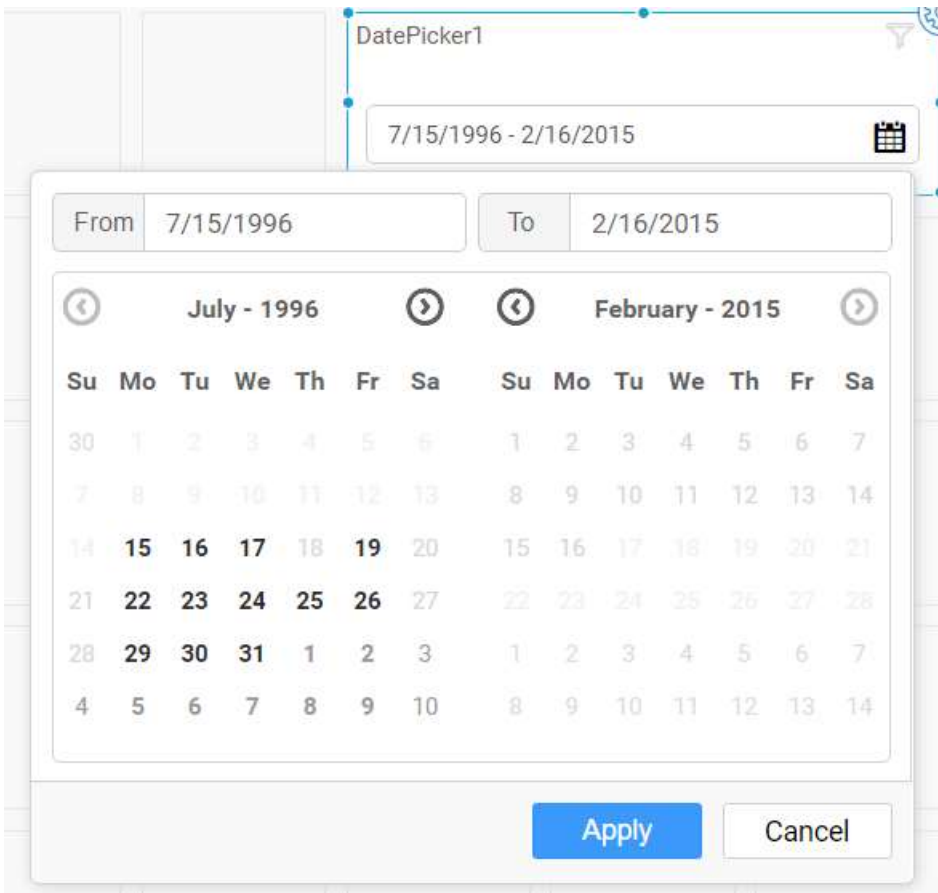 DatePicker1
7/15/1996 - 2/16/2015
From 7/15/1996 To 2/16/2015
July - 1996 February - 2015
Su Mo Tu We Th Fr Sa Su Mo Tu We Th Fr Sa
30 1 2 3 4 5 6 1 2 3 4 5 6 7
7 8 9 10 11 12 13 8 9 10 11 12 13 14
14 15 16 17 18 19 20 15 16 17 18 19 20 21
21 22 23 24 25 26 27 22 23 24 25 26 27 28
28 29 30 31 1 2 3 1 2 3 4 5 6 7
4 5 6 7 8 9 10 8 9 10 11 12 13 14
Apply Cancel